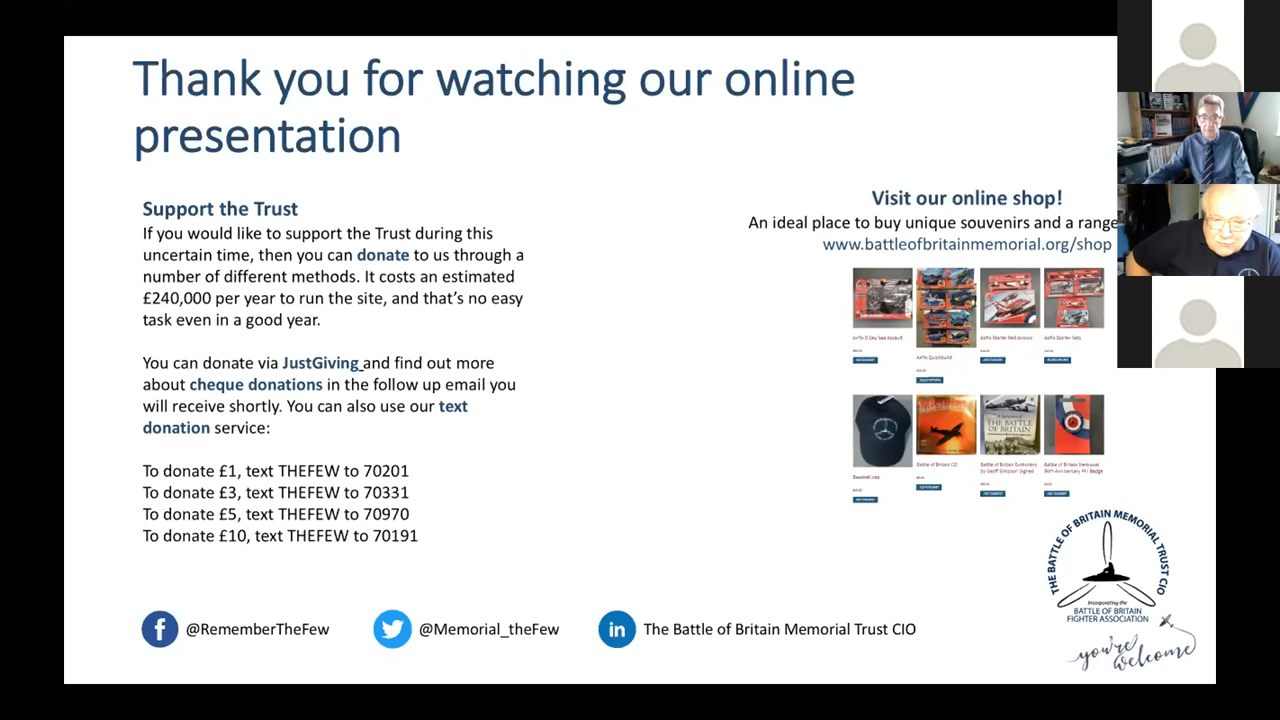 Thank you for watching our online
presentation
Support the Trust
If you would like to support the Trust during this
uncertain time, then you can donate to us through a
number of different methods. It costs an estimated
£240,000 per year to run the site, and that's no easy
task even in a good year.
You can donate via JustGiving and find out more
about cheque donations in the follow up email you
will receive shortly. You can also use our text
donation service:
To donate £1, text THEFEW to 70201
To donate £3, text THEFEW to 70331
To donate £5, text THEFEW to 70970
To donate £10, text THEFEW to 70191
Visit our online shop!
An ideal place to buy unique souvenirs and a range
www.battleofbritainmemorial.org/shop
Airfix D Day Sea Assault
Airfix Quickbuild
Airfix Starter Red Arrows
Airfix Starter Sets
THE BATTLE OF BRITAIN
Baseball cap
Battle of Britain CD
Battle of Britain Dictionary
by Geoff Simpson Signed
Battle of Britain Memorial
80th Anniversary Pin Badge
THE BATTLE OF BRITAIN MEMORIAL TRUST CIO
incorporating the
BATTLE OF BRITAIN
FIGHTER ASSOCIATION
you're
welcome
@RememberTheFew
@Memorial_theFew
in
The Battle of Britain Memorial Trust CIO